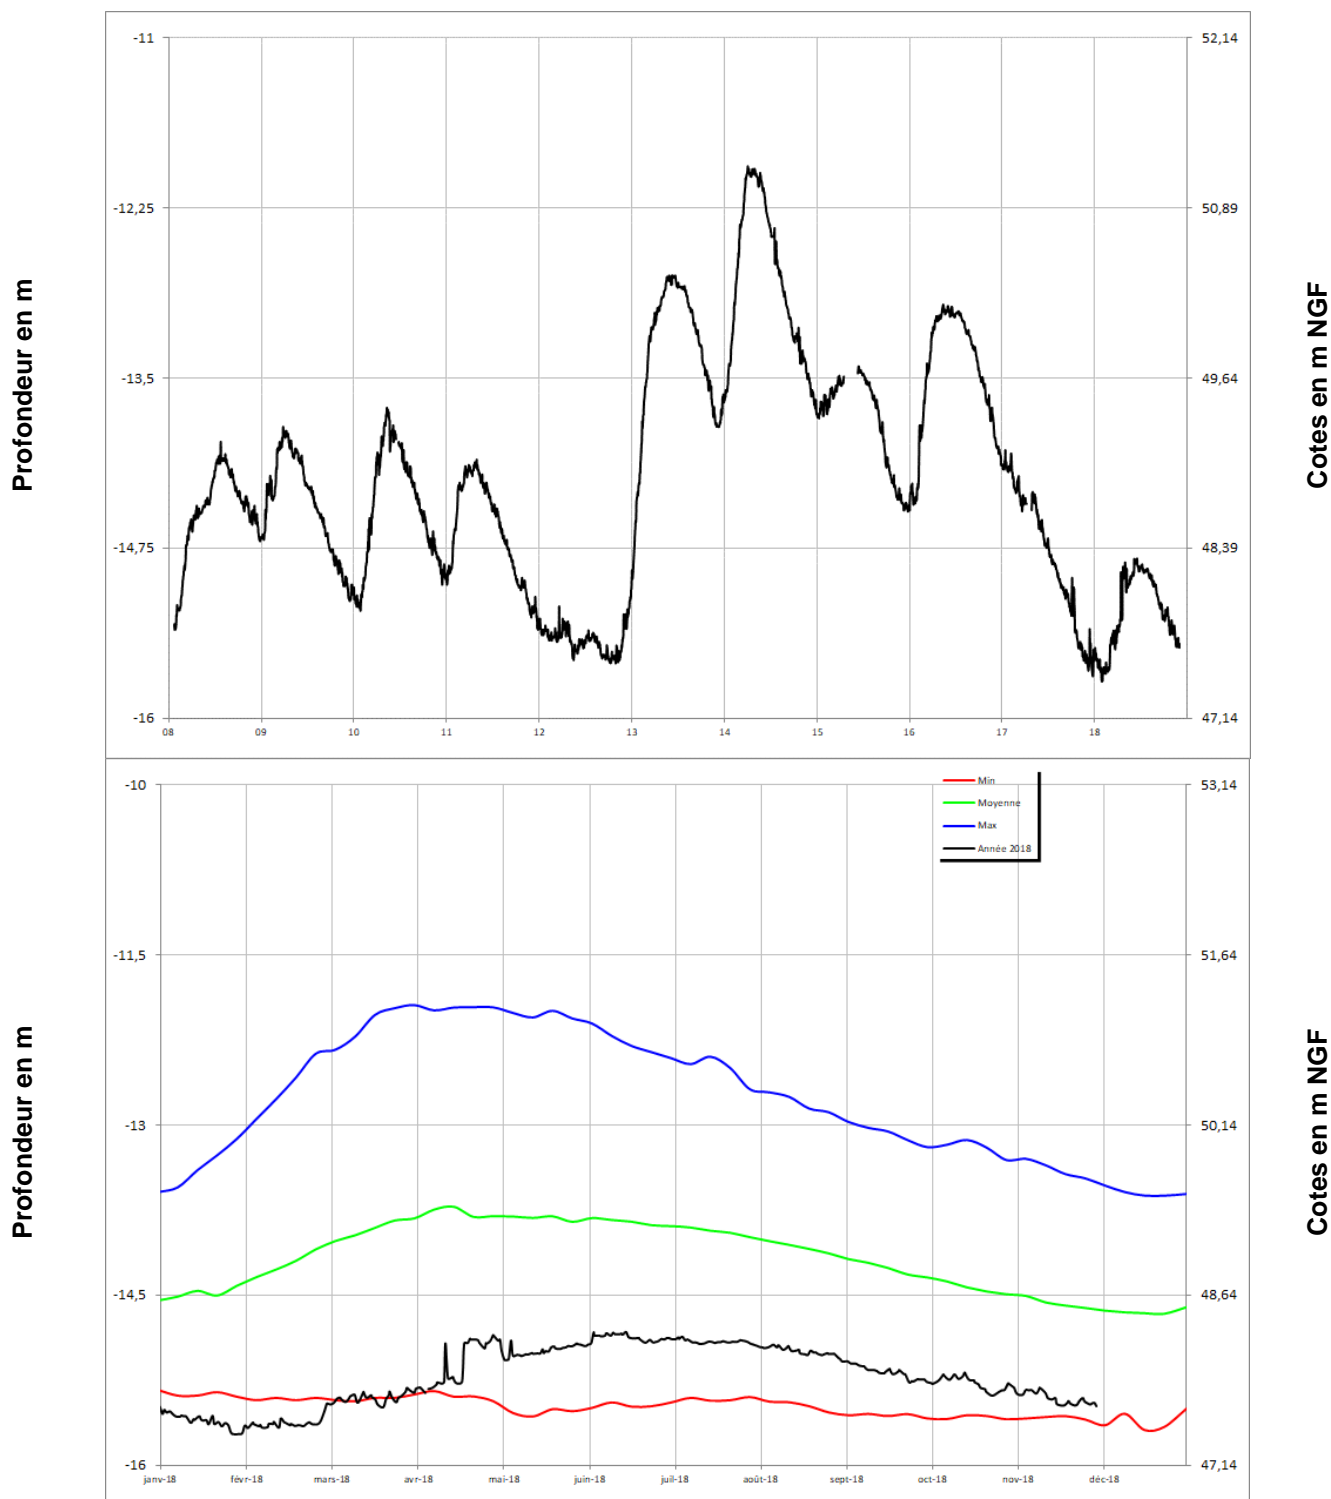 -11
52,14
-12,25
50,89
Profondeur en m
Cotes en m NGF
-13,5
49,64
-14,75
48,39
-16
47,14
08 09 10 11 12 13 14 15 16 17 18
-10
53,14
Min
Moyenne
Max
Année 2018
-11,5
51,64
Profondeur en m
Cotes en m NGF
-13
50,14
-14,5
48,64
-16
47,14
janv-18 févr-18 mars-18 avr-18 mai-18 juin-18 juil-18 août-18 sept-18 oct-18 nov-18 déc-18